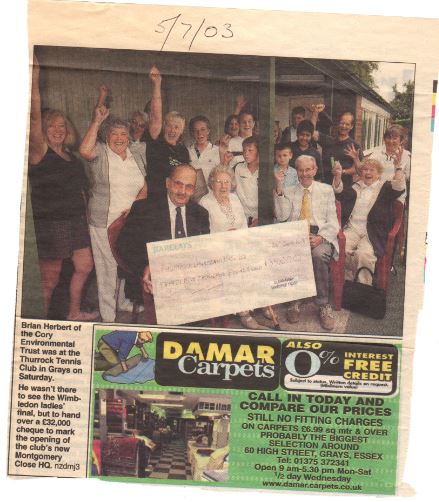 5/7/03
BARCLAYS
Brian Herbert of
the Cory
Environmental
Trust was at the
Thurrock Tennis
Club in Grays on
Saturday.
He wasn't there
to see the Wimb-
ledon ladies'
final, but to hand
over a £32,000
cheque to mark
the opening of
the club's new
Montgomery
Close HQ. nzdmj3
DAMAR
Carpets
ALSO
0% INTEREST
FREE
CREDIT
Subject to status. Written details on request.
(Minimum value)
CALL IN TODAY AND
COMPARE OUR PRICES
STILL NO FITTING CHARGES
ON CARPETS £6.99 sq mtr & OVER
PROBABLY THE BIGGEST
SELECTION AROUND
60 HIGH STREET, GRAYS, ESSEX
Tel: 01375 372341
Open 9 am-5.30 pm Mon-Sat
½ day Wednesday
www.damar.carpets.co.uk